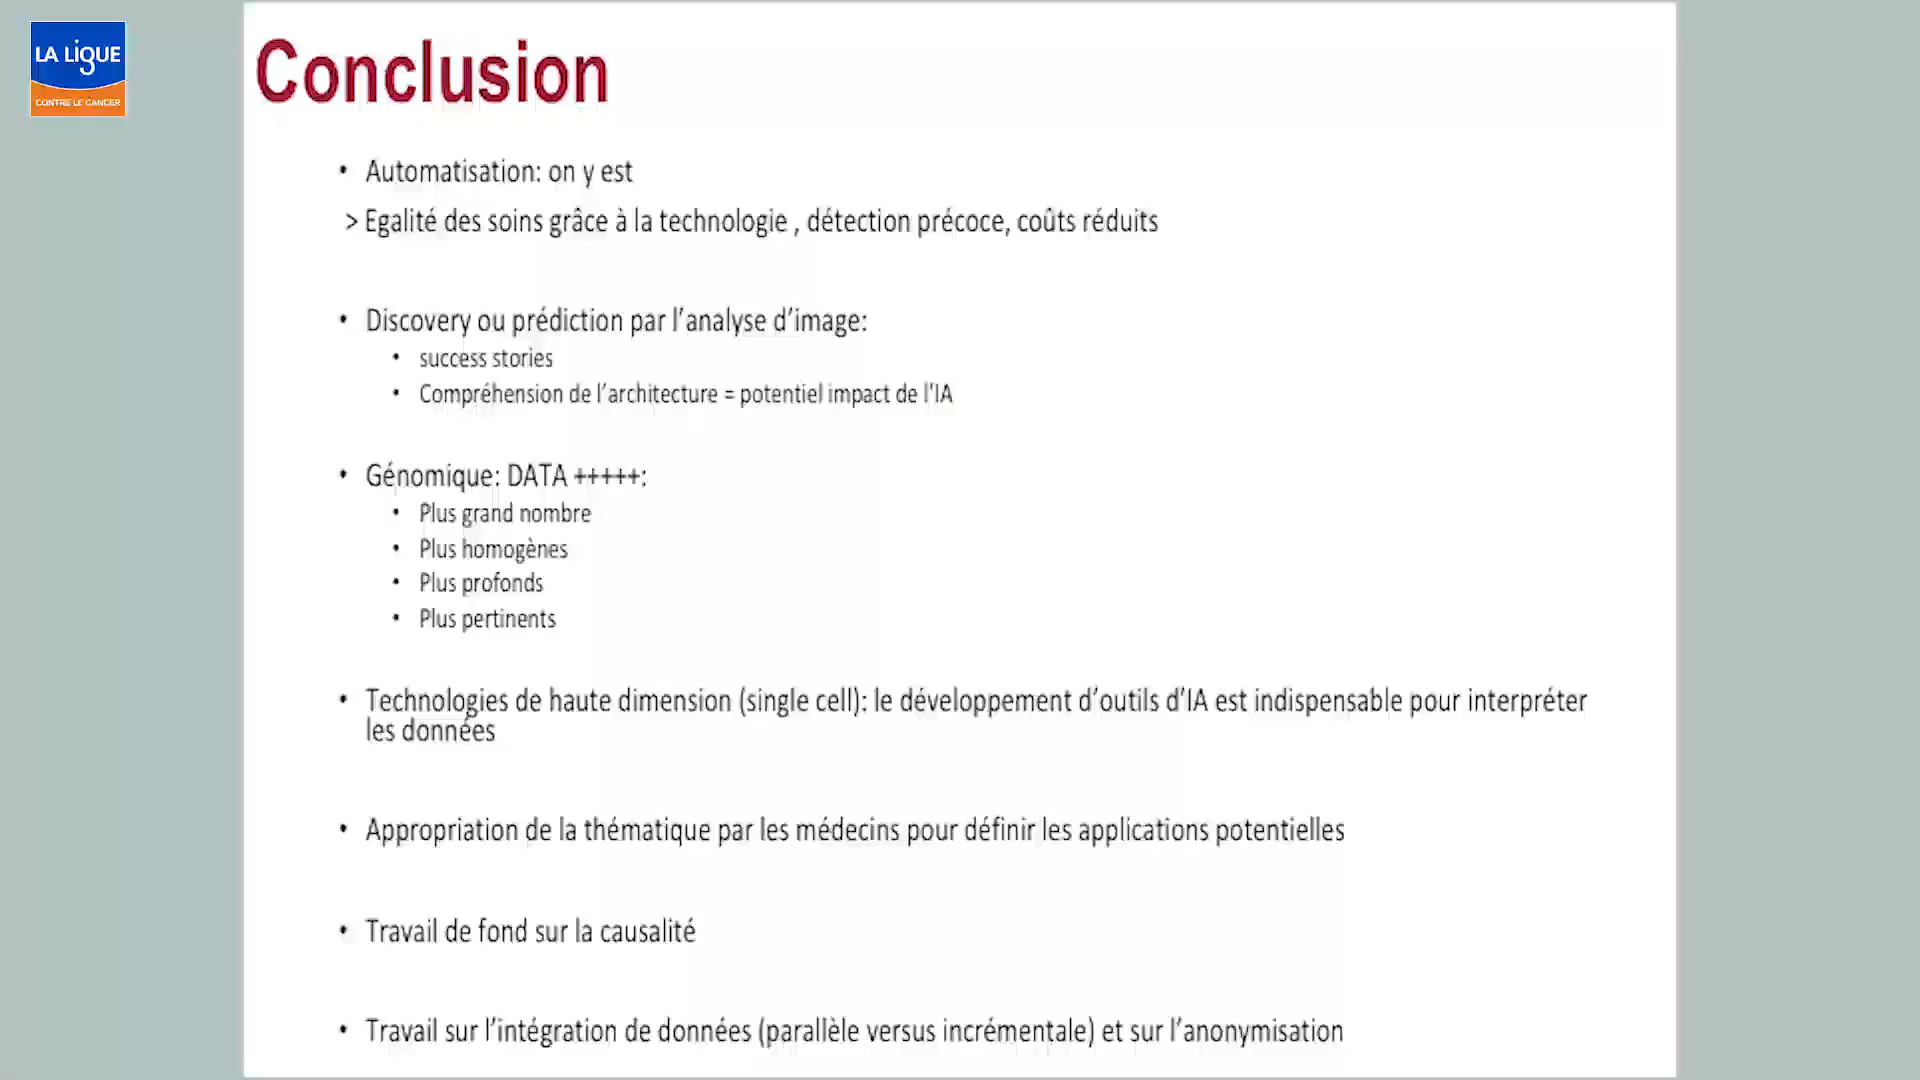 LA LiGUE
CONTRE LE CANCER
Conclusion
• Automatisation: on y est
> Egalité des soins grâce à la technologie , détection précoce, coûts réduits
• Discovery ou prédiction par l'analyse d'image:
• success stories
• Compréhension de l'architecture = potentiel impact de l'IA
• Génomique: DATA +++++:
• Plus grand nombre
• Plus homogènes
• Plus profonds
• Plus pertinents
• Technologies de haute dimension (single cell): le développement d'outils d'IA est indispensable pour interpréter
les données
• Appropriation de la thématique par les médecins pour définir les applications potentielles
• Travail de fond sur la causalité
• Travail sur l'intégration de données (parallèle versus incrémentale) et sur l'anonymisation